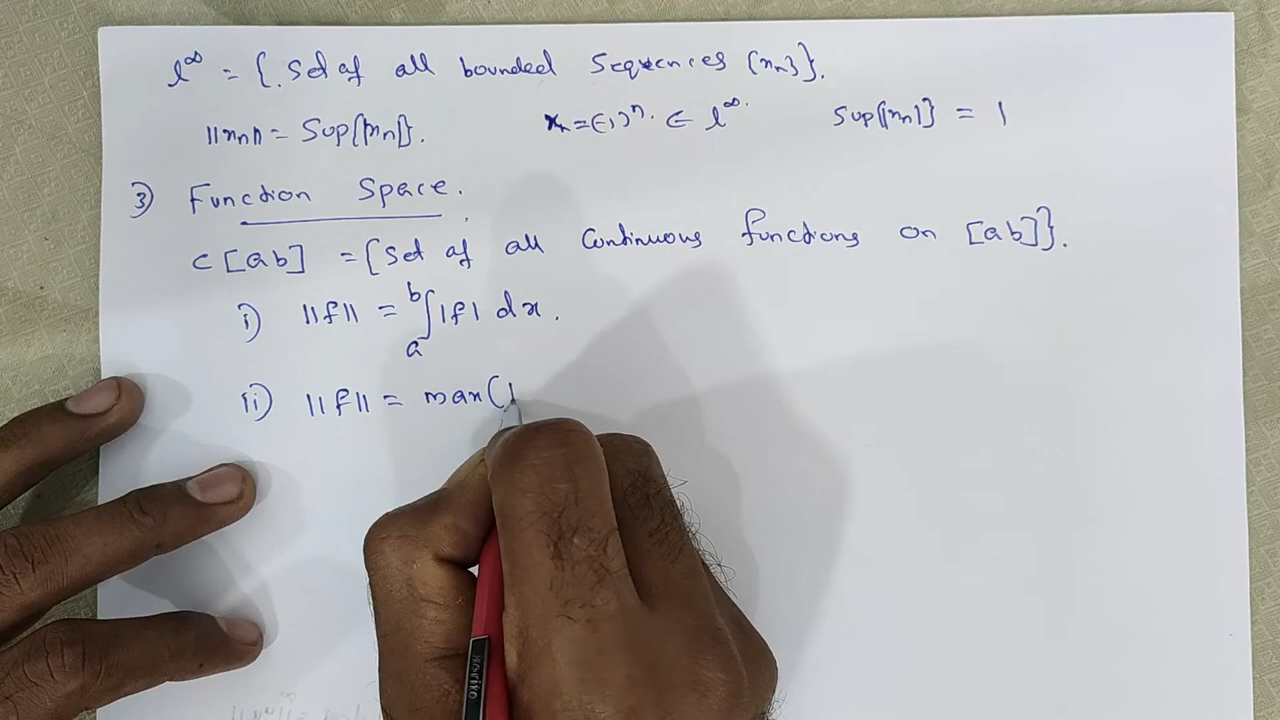 l^∞ = {. Set of all bounded Sequences {xn}}.
||xn|| = Sup{|xn|}. xn = (-1)^n. ∈ l^∞. Sup{|xn|} = 1
3) Function Space.
C [ab] = {Set of all Continuous functions on [ab]}.
i) ||f|| = ∫_a^b |f| dx.
ii) ||f|| = max(|